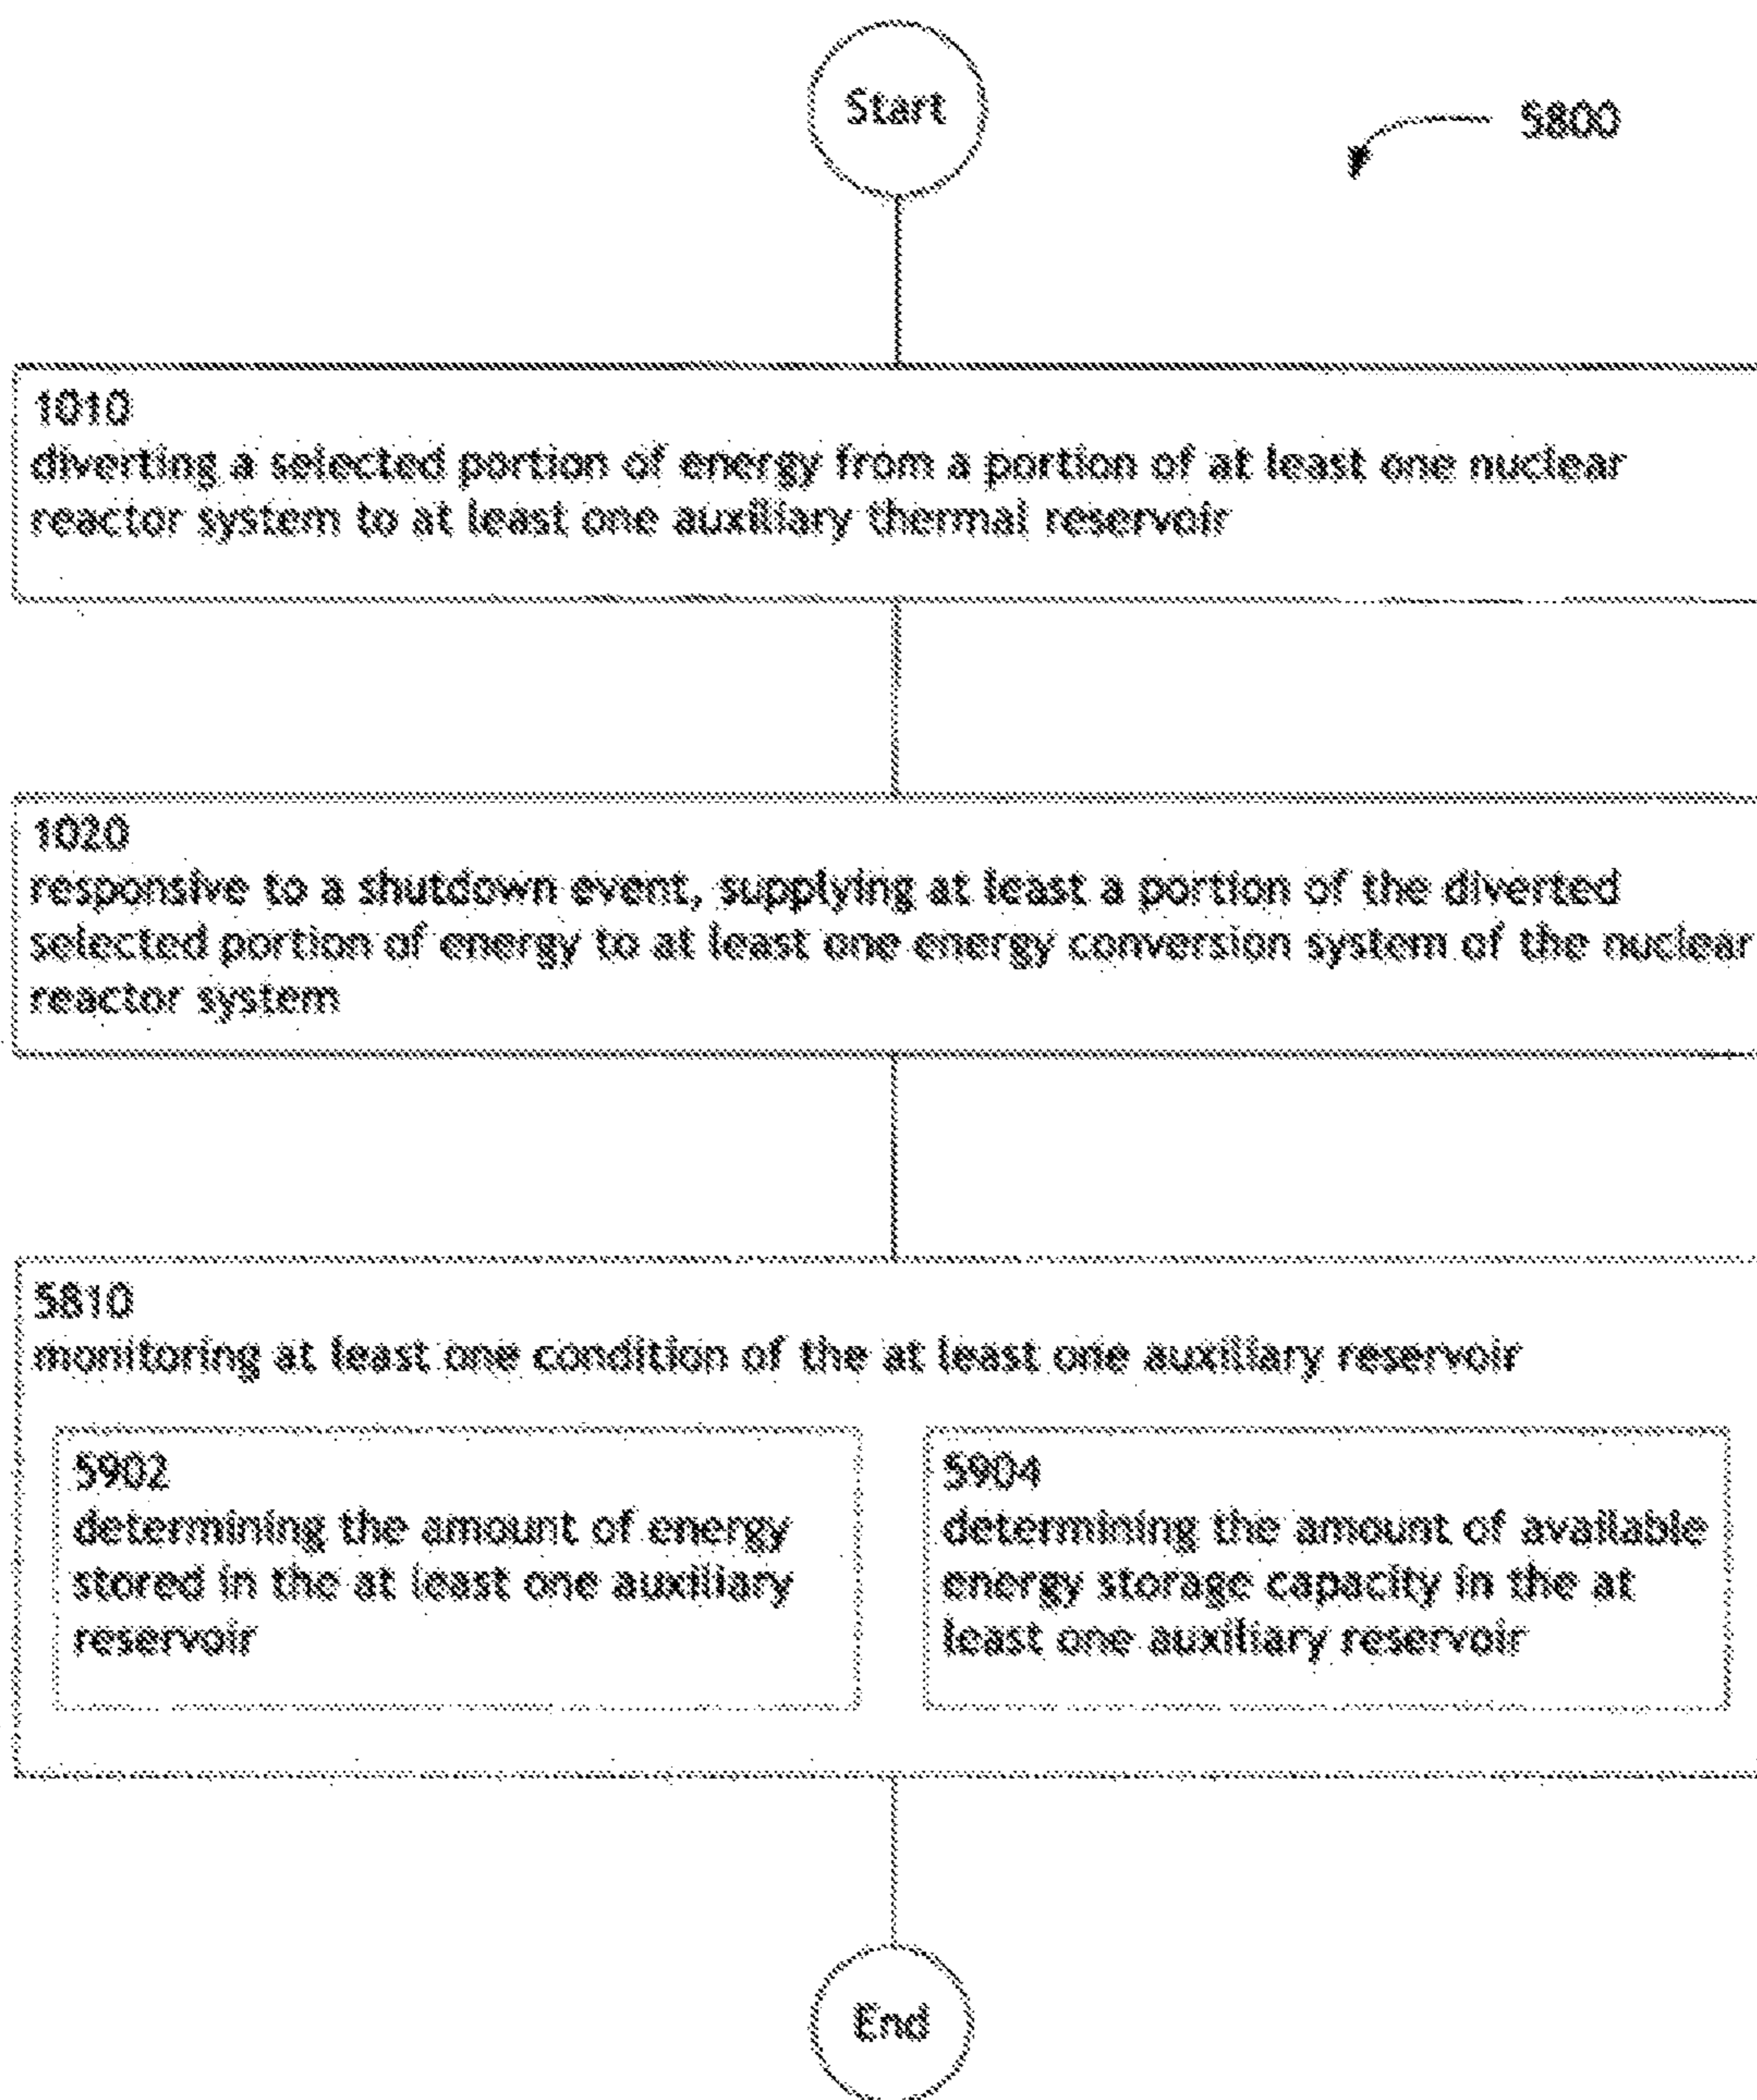 Start
5800
1010
diverting a selected portion of energy from a portion of at least one nuclear
reactor system to at least one auxiliary thermal reservoir
1020
responsive to a shutdown event, supplying at least a portion of the diverted
selected portion of energy to at least one energy conversion system of the nuclear
reactor system
5810
monitoring at least one condition of the at least one auxiliary reservoir
5902
determining the amount of energy
stored in the at least one auxiliary
reservoir
5904
determining the amount of available
energy storage capacity in the at
least one auxiliary reservoir
End